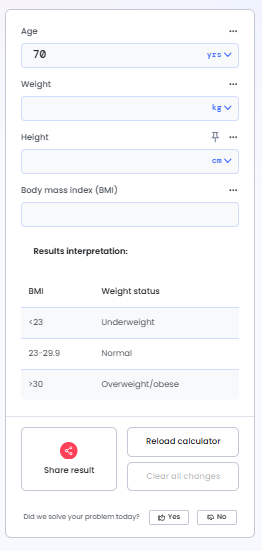 Age ...
70 yrs
Weight ...
kg
Height ...
cm
Body mass index (BMI) ...
Results interpretation:
BMI Weight status
<23 Underweight
23-29.9 Normal
>30 Overweight/obese
Share result
Reload calculator
Clear all changes
Did we solve your problem today? Yes No